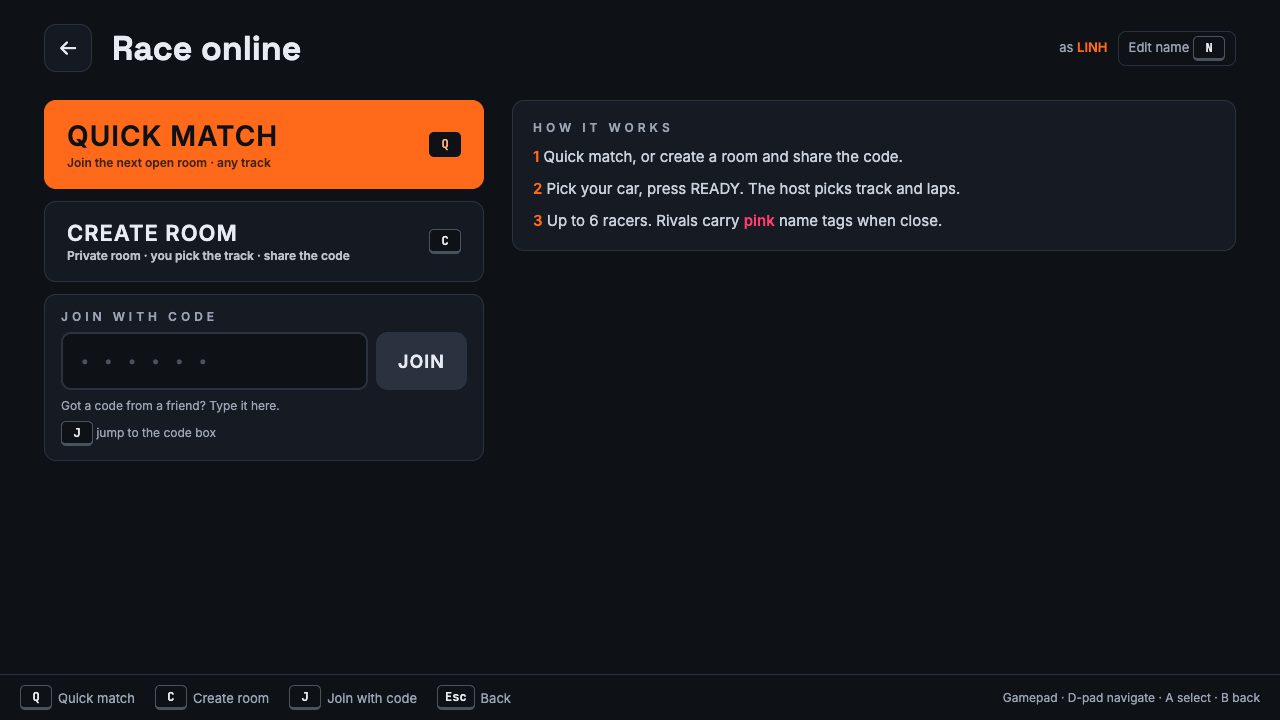 Race online
as LINH Edit name N
QUICK MATCH
Join the next open room · any track
Q
CREATE ROOM
Private room · you pick the track · share the code
C
JOIN WITH CODE
JOIN
Got a code from a friend? Type it here.
J jump to the code box
HOW IT WORKS
1 Quick match, or create a room and share the code.
2 Pick your car, press READY. The host picks track and laps.
3 Up to 6 racers. Rivals carry pink name tags when close.
Q Quick match C Create room J Join with code Esc Back
Gamepad · D-pad navigate · A select · B back